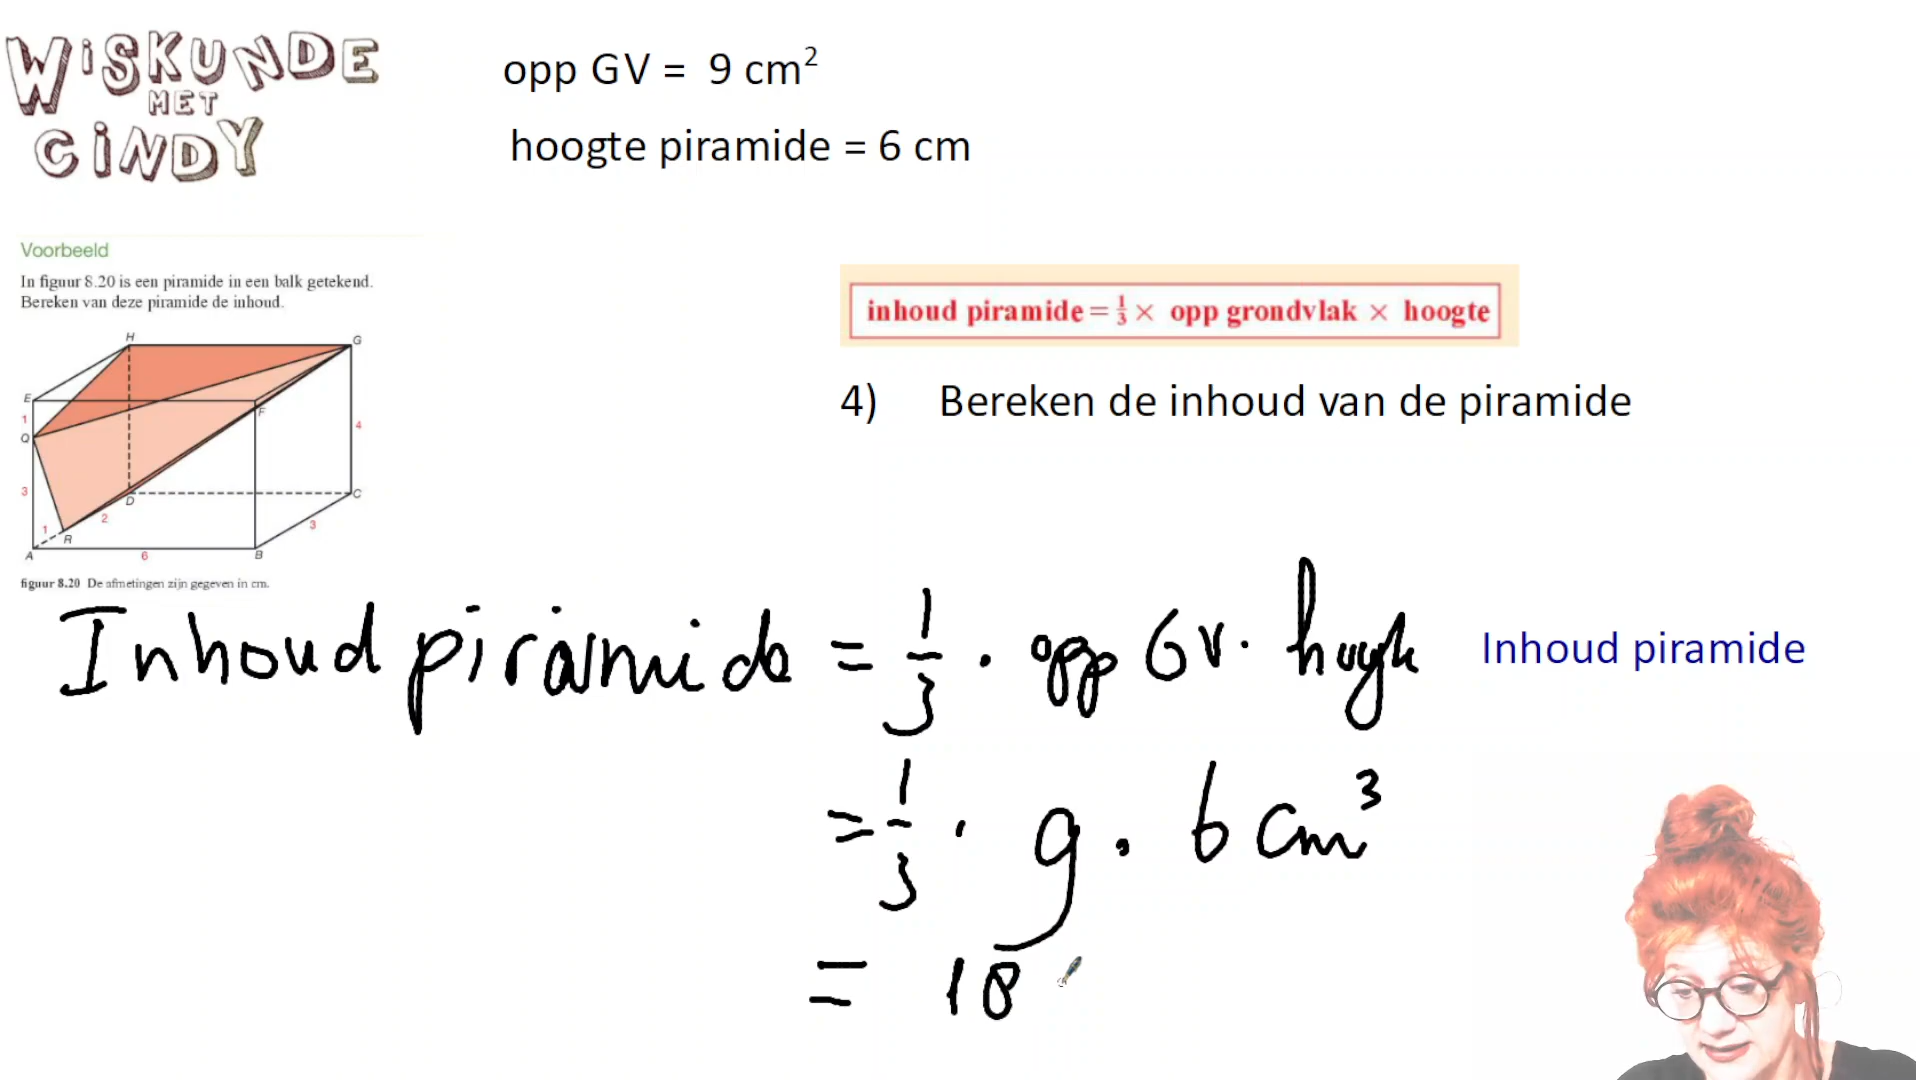 WiSKUNDE
MET
CiNDY
opp GV = 9 cm²
hoogte piramide = 6 cm
Voorbeeld
In figuur 8.20 is een piramide in een balk getekend.
Bereken van deze piramide de inhoud.
H
G
E
F
1
Q
4
3
D
C
2
1
R
3
A
6
B
figuur 8.20 De afmetingen zijn gegeven in cm.
inhoud piramide = 1/3 × opp grondvlak × hoogte
4) Bereken de inhoud van de piramide
Inhoud piramide = 1/3 · opp GV · hoogte
Inhoud piramide
= 1/3 · 9 · 6 cm³
= 18